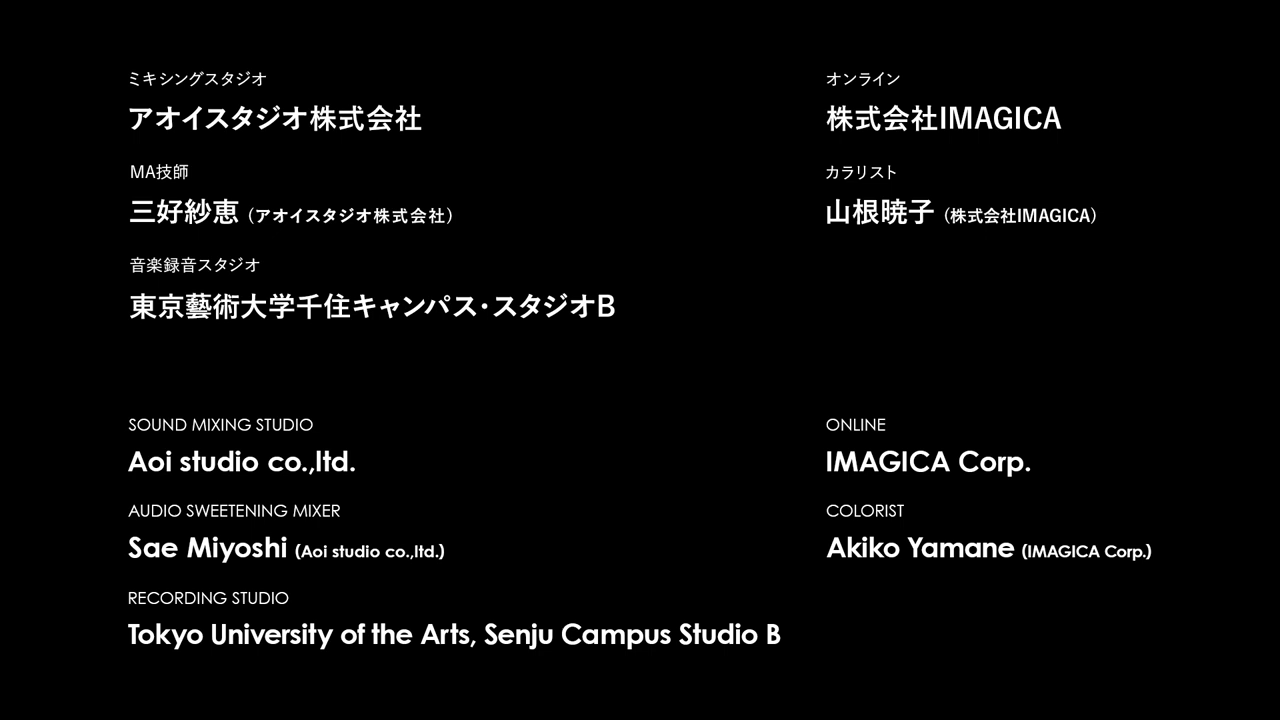 ミキシングスタジオ
アオイスタジオ株式会社
MA技師
三好紗恵（アオイスタジオ株式会社）
音楽録音スタジオ
東京藝術大学千住キャンパス・スタジオB
オンライン
株式会社IMAGICA
カラリスト
山根暁子（株式会社IMAGICA）
SOUND MIXING STUDIO
Aoi studio co.,ltd.
AUDIO SWEETENING MIXER
Sae Miyoshi (Aoi studio co.,ltd.)
RECORDING STUDIO
Tokyo University of the Arts, Senju Campus Studio B
ONLINE
IMAGICA Corp.
COLORIST
Akiko Yamane (IMAGICA Corp.)